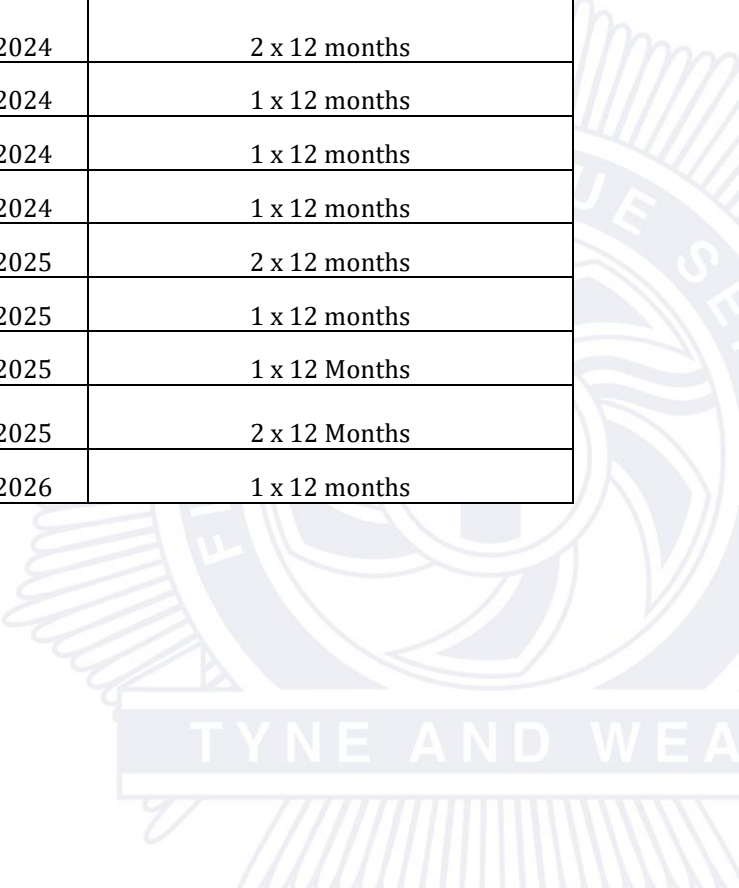 2024 2 x 12 months
2024 1 x 12 months
2024 1 x 12 months
2024 1 x 12 months
2025 2 x 12 months
2025 1 x 12 months
2025 1 x 12 Months
2025 2 x 12 Months
2026 1 x 12 months
TYNE AND WEA